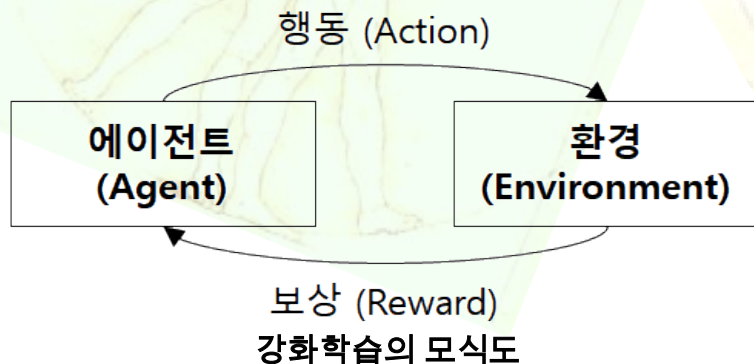 행동 (Action)
에이전트
(Agent)
환경
(Environment)
보상 (Reward)
강화학습의 모식도